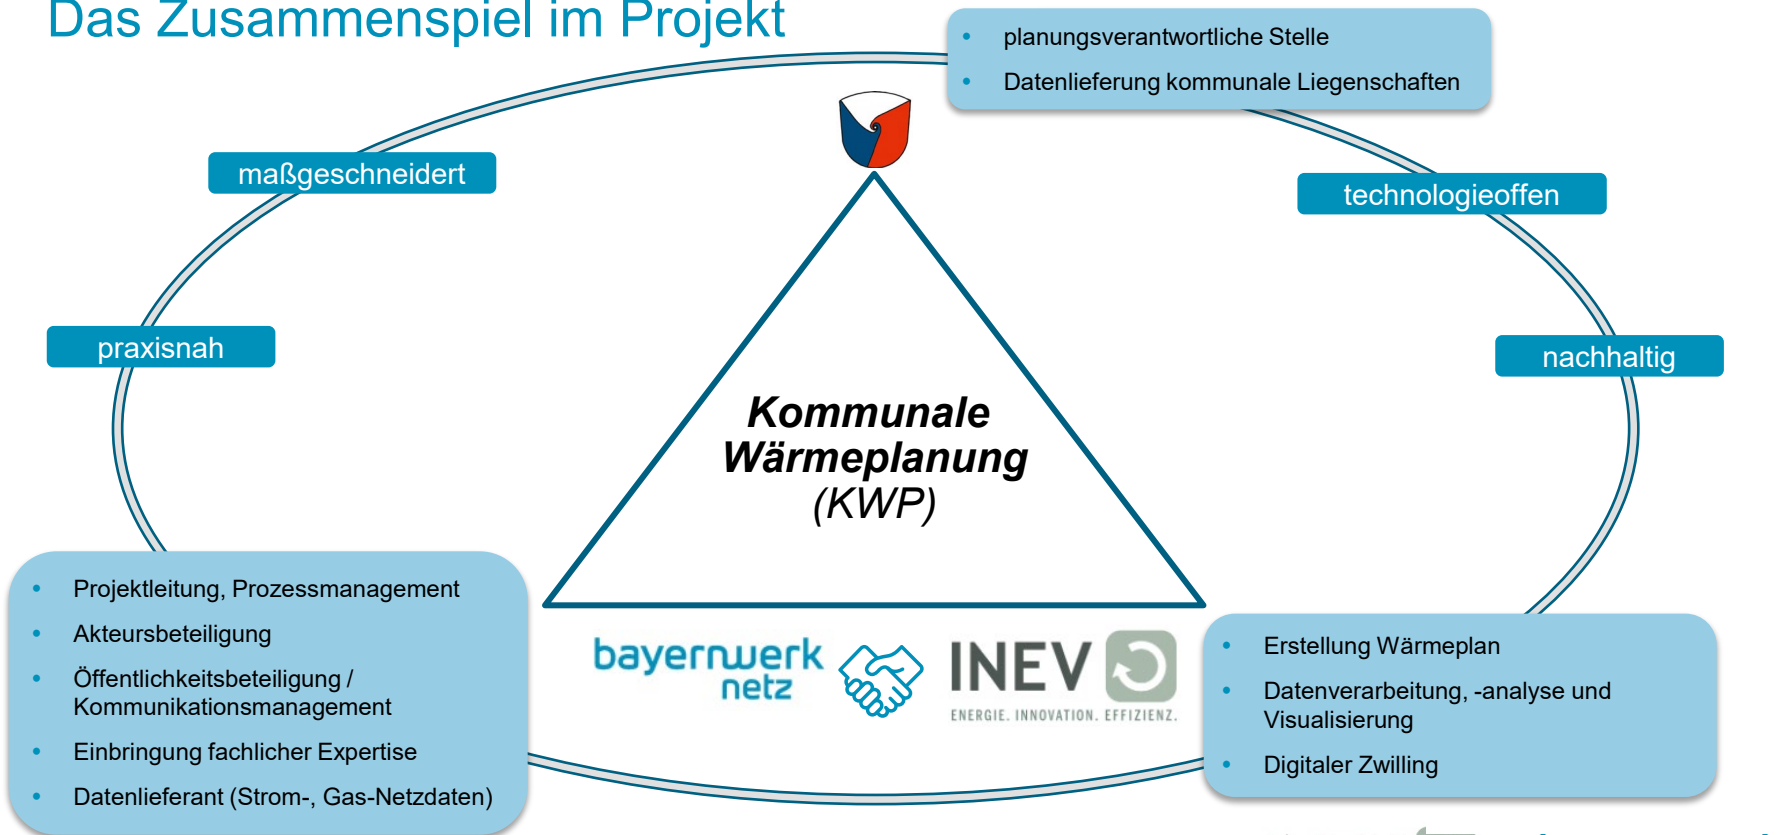 Das Zusammenspiel im Projekt
• planungsverantwortliche Stelle
• Datenlieferung kommunale Liegenschaften
maßgeschneidert
technologieoffen
praxisnah
nachhaltig
Kommunale
Wärmeplanung
(KWP)
• Projektleitung, Prozessmanagement
• Akteursbeteiligung
• Öffentlichkeitsbeteiligung /
Kommunikationsmanagement
• Einbringung fachlicher Expertise
• Datenlieferant (Strom-, Gas-Netzdaten)
bayernwerk
netz
INEV
ENERGIE. INNOVATION. EFFIZIENZ.
• Erstellung Wärmeplan
• Datenverarbeitung, -analyse und
Visualisierung
• Digitaler Zwilling